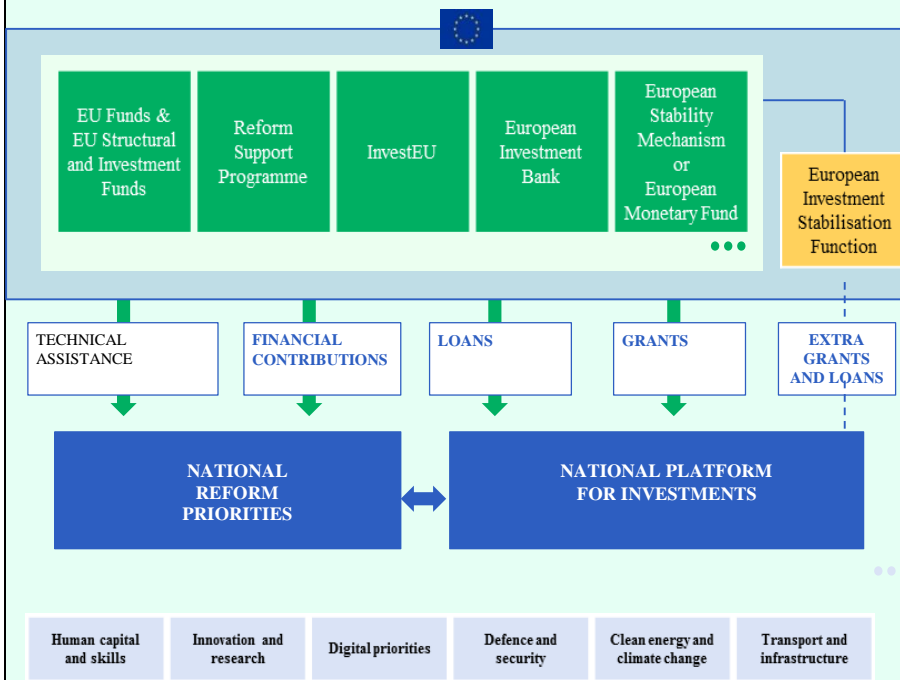 EU Funds &
EU Structural
and Investment
Funds
Reform
Support
Programme
InvestEU
European
Investment
Bank
European
Stability
Mechanism
or
European
Monetary Fund
European
Investment
Stabilisation
Function
TECHNICAL
ASSISTANCE
FINANCIAL
CONTRIBUTIONS
LOANS
GRANTS
EXTRA
GRANTS
AND LOANS
NATIONAL
REFORM
PRIORITIES
NATIONAL PLATFORM
FOR INVESTMENTS
Human capital
and skills
Innovation and
research
Digital priorities
Defence and
security
Clean energy and
climate change
Transport and
infrastructure